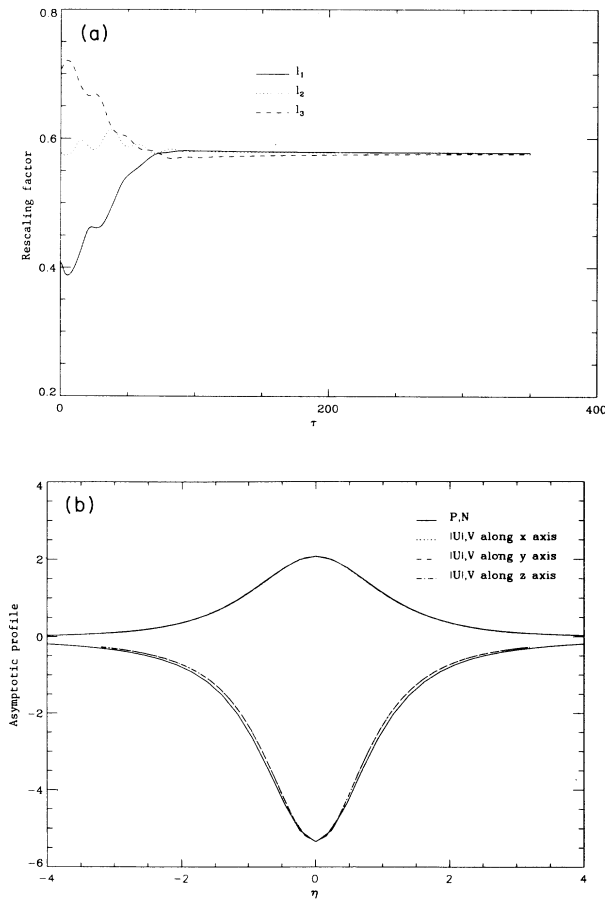 (a)
0.8
0.6
0.4
0.2
Rescaling factor
l₁
l₂
l₃
0
200
400
τ
(b)
4
2
0
-2
-4
-6
Asymptotic profile
P,N
|U|,V along x axis
|U|,V along y axis
|U|,V along z axis
-4
-2
0
2
4
η